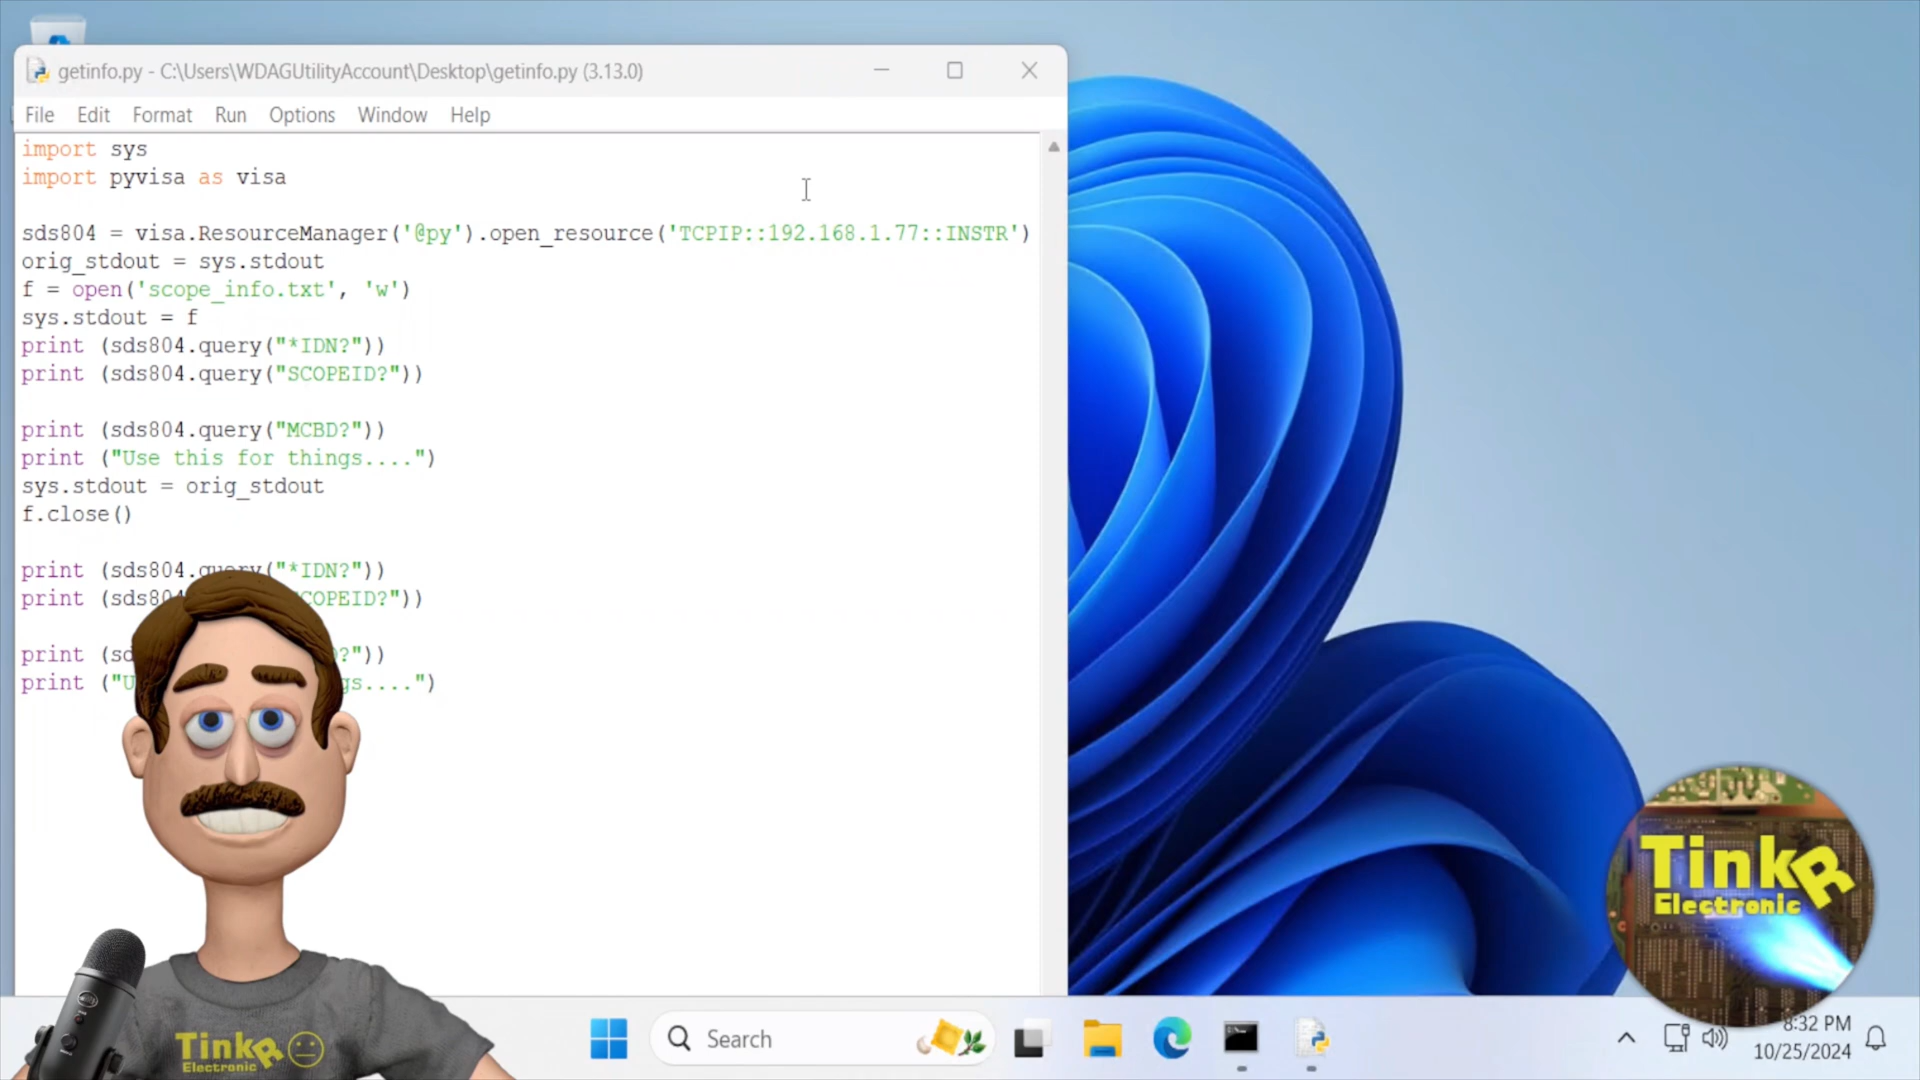 getinfo.py - C:\Users\WDAGUtilityAccount\Desktop\getinfo.py (3.13.0)
File Edit Format Run Options Window Help
import sys
import pyvisa as visa
sds804 = visa.ResourceManager('@py').open_resource('TCPIP::192.168.1.77::INSTR')
orig_stdout = sys.stdout
f = open('scope_info.txt', 'w')
sys.stdout = f
print (sds804.query("*IDN?"))
print (sds804.query("SCOPEID?"))
print (sds804.query("MCBD?"))
print ("Use this for things....")
sys.stdout = orig_stdout
f.close()
print (sds804.query("*IDN?"))
print (sds804 COPEID?"))
print (sd ?"))
print ("U gs....")
TinkR
Electronic
TinkR
Electronic
Search
8:32 PM
10/25/2024